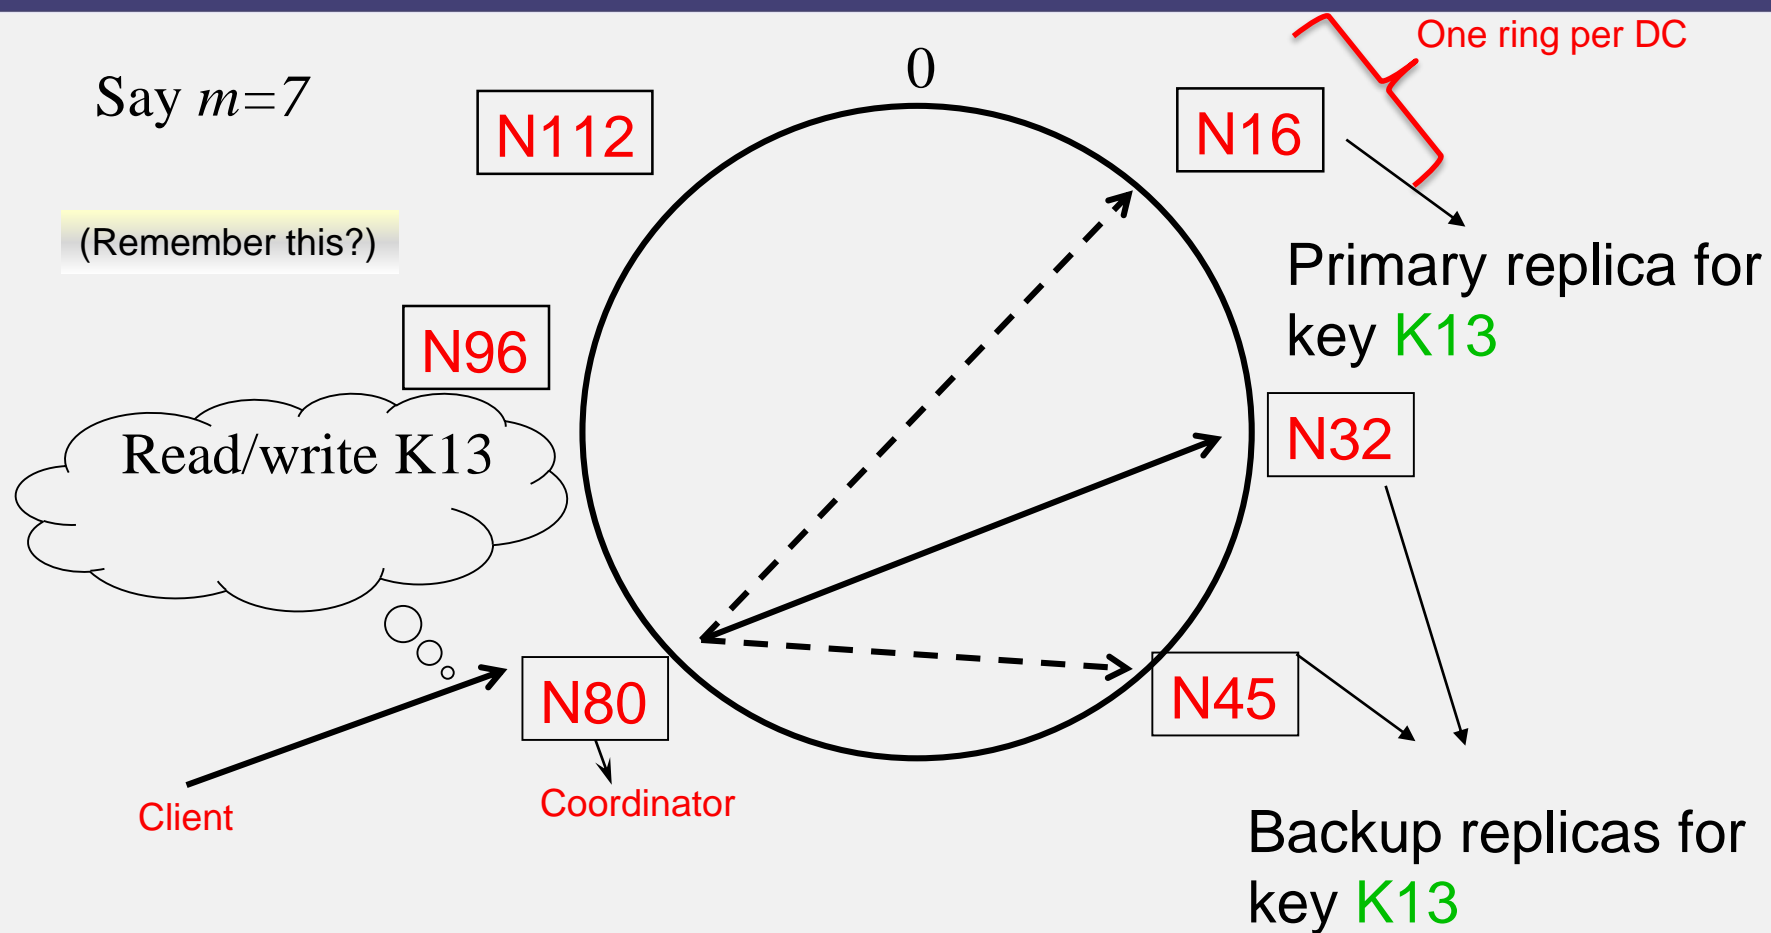 One ring per DC
0
Say m=7
N112
N16
(Remember this?)
Primary replica for
key K13
N96
Read/write K13
N32
N80
N45
Client
Coordinator
Backup replicas for
key K13